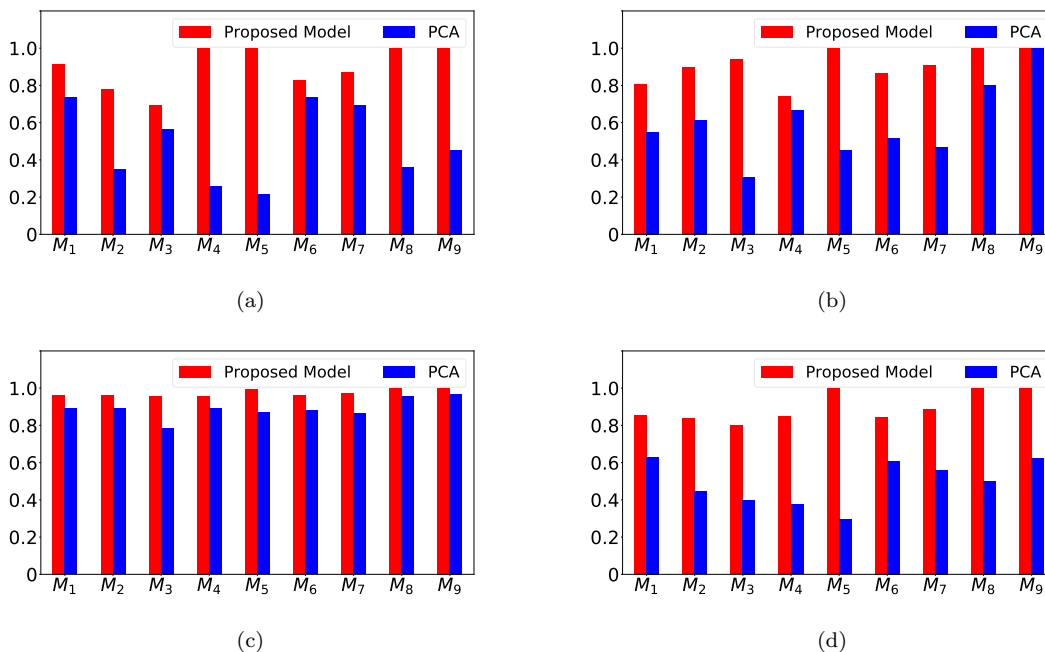 Proposed Model PCA
1.0
0.8
0.6
0.4
0.2
0
M₁ M₂ M₃ M₄ M₅ M₆ M₇ M₈ M₉
(a)
Proposed Model PCA
1.0
0.8
0.6
0.4
0.2
0
M₁ M₂ M₃ M₄ M₅ M₆ M₇ M₈ M₉
(b)
Proposed Model PCA
1.0
0.8
0.6
0.4
0.2
0
M₁ M₂ M₃ M₄ M₅ M₆ M₇ M₈ M₉
(c)
Proposed Model PCA
1.0
0.8
0.6
0.4
0.2
0
M₁ M₂ M₃ M₄ M₅ M₆ M₇ M₈ M₉
(d)